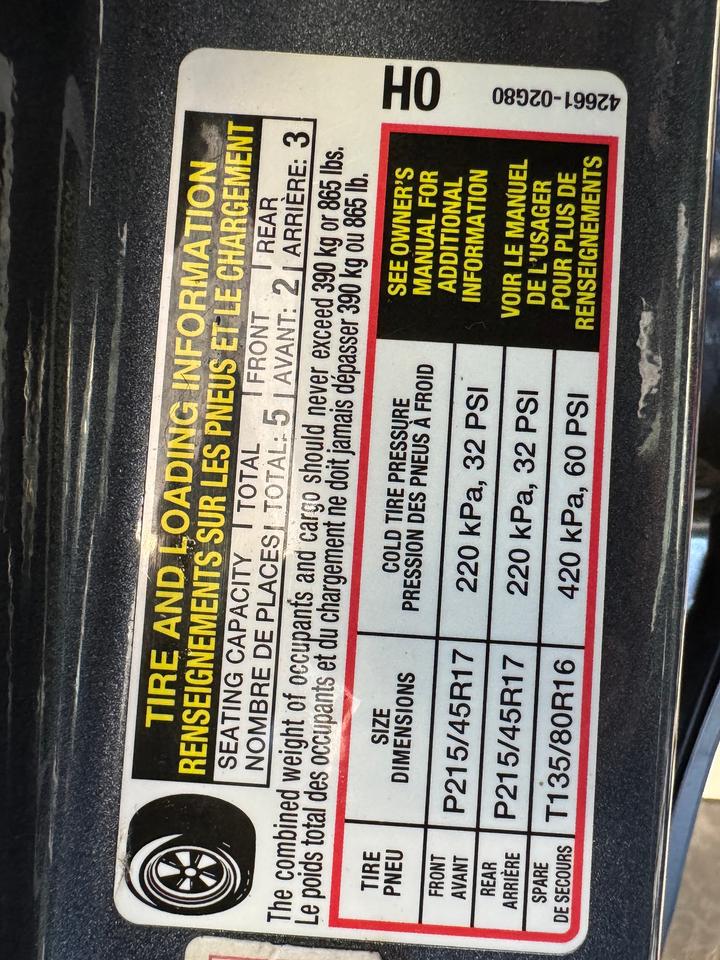 TIRE AND LOADING INFORMATION
RENSEIGNEMENTS SUR LES PNEUS ET LE CHARGEMENT
SEATING CAPACITY | TOTAL | FRONT | REAR
NOMBRE DE PLACES | TOTAL: 5 | AVANT: 2 | ARRIÈRE: 3
The combined weight of occupants and cargo should never exceed 390 kg or 865 lbs.
Le poids total des occupants et du chargement ne doit jamais dépasser 390 kg ou 865 lb.
TIRE
PNEU
SIZE
DIMENSIONS
COLD TIRE PRESSURE
PRESSION DES PNEUS À FROID
FRONT
AVANT
P215/45R17
220 kPa, 32 PSI
REAR
ARRIÈRE
P215/45R17
220 kPa, 32 PSI
SPARE
DE SECOURS
T135/80R16
420 kPa, 60 PSI
SEE OWNER'S
MANUAL FOR
ADDITIONAL
INFORMATION
VOIR LE MANUEL
DE L'USAGER
POUR PLUS DE
RENSEIGNEMENTS
HO
42661-02G80